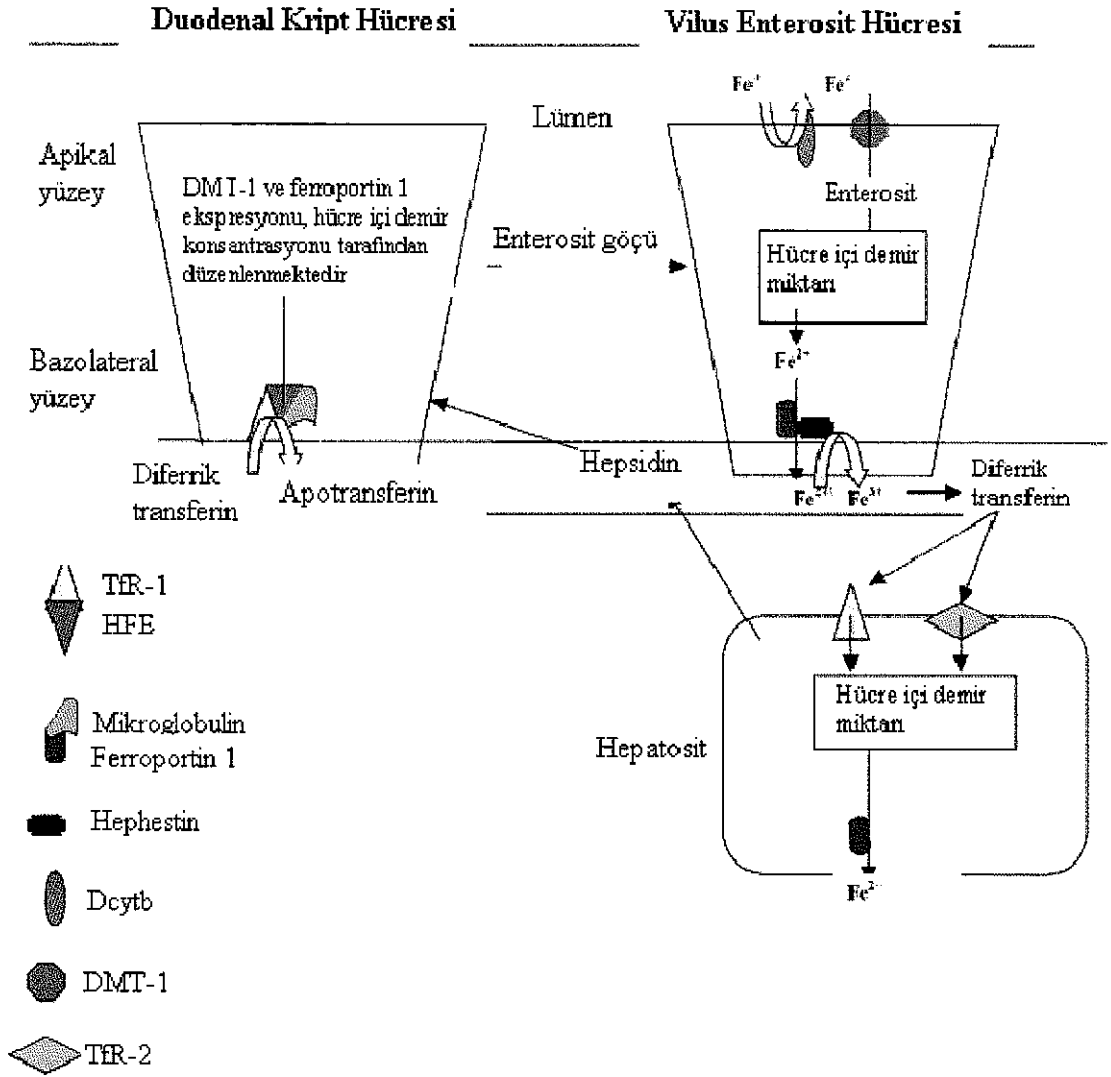 Duodenal Kript Hücresi
Vilus Enterosit Hücresi
Lümen
Apikal
yüzey
DMT-1 ve ferroportin 1
ekspresyonu, hücre içi demir
konsantrasyonu tarafından
düzenlenmektedir
Enterosit göçü
Enterosit
Hücre içi demir
miktarı
Fe²⁺
Bazolateral
yüzey
Diferrik
transferin
Apotransferin
Hepsidin
Fe³⁺
Diferrik
transferin
TfR-1
HFE
Mikroglobulin
Ferroportin 1
Hephestin
Dcytb
DMT-1
TfR-2
Hepatosit
Hücre içi demir
miktarı